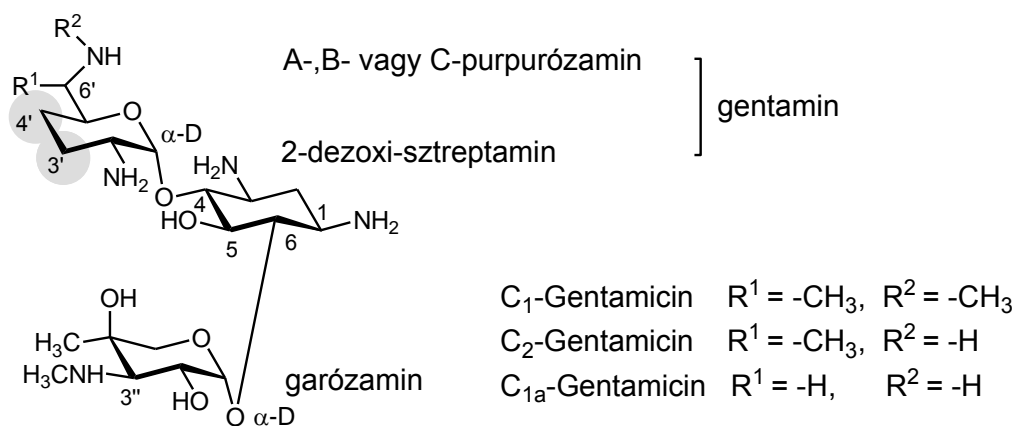 R²
NH
R¹
6'
A-,B- vagy C-purpurózamin
gentamin
4'
O
α-D
3'
NH₂
H₂N
2-dezoxi-sztreptamin
O
4
HO
5
6
1
NH₂
OH
H₃C
O
H₃CNH
3''
HO
garózamin
O
α-D
C₁-Gentamicin R¹ = -CH₃, R² = -CH₃
C₂-Gentamicin R¹ = -CH₃, R² = -H
C₁ₐ-Gentamicin R¹ = -H, R² = -H